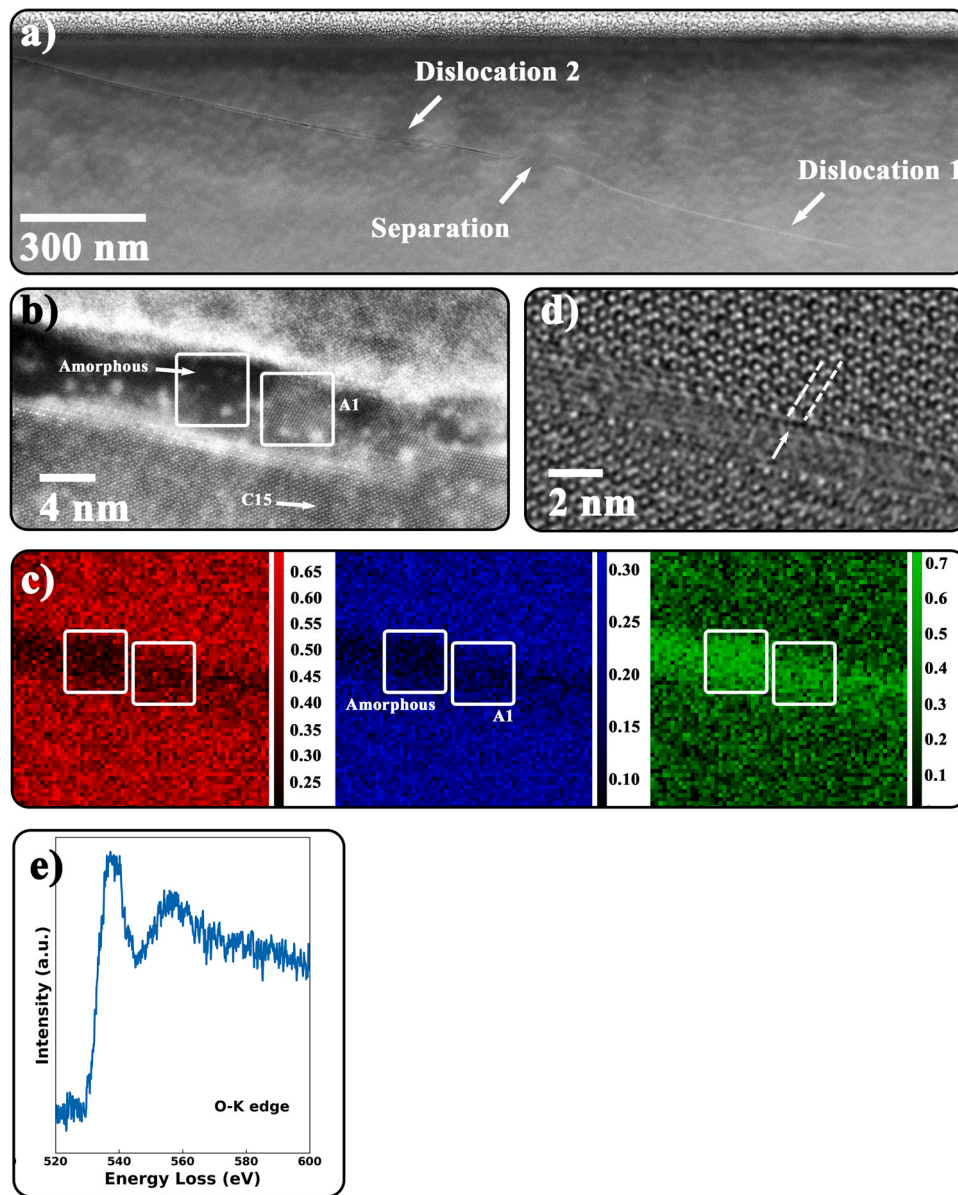 a)
Dislocation 2
Dislocation 1
Separation
300 nm
b)
Amorphous
A1
C15
4 nm
d)
2 nm
c)
0.65
0.60
0.55
0.50
0.45
0.40
0.35
0.30
0.25
Amorphous
A1
0.30
0.25
0.20
0.15
0.10
0.7
0.6
0.5
0.4
0.3
0.2
0.1
e)
Intensity (a.u.)
O-K edge
520 540 560 580 600
Energy Loss (eV)